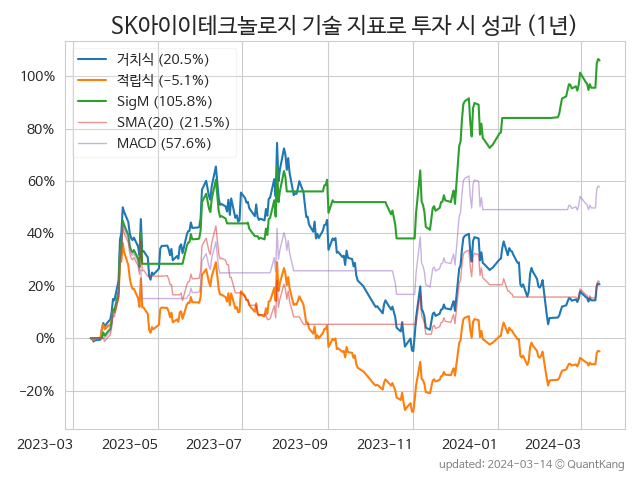 SK아이이테크놀로지 기술 지표로 투자 시 성과 (1년)
거치식 (20.5%)
적립식 (−5.1%)
SigM (105.8%)
SMA(20) (21.5%)
MACD (57.6%)
100%
80%
60%
40%
20%
0%
−20%
2023−03 2023−05 2023−07 2023−09 2023−11 2024−01 2024−03
updated: 2024−03−14 ⓒ QuantKang